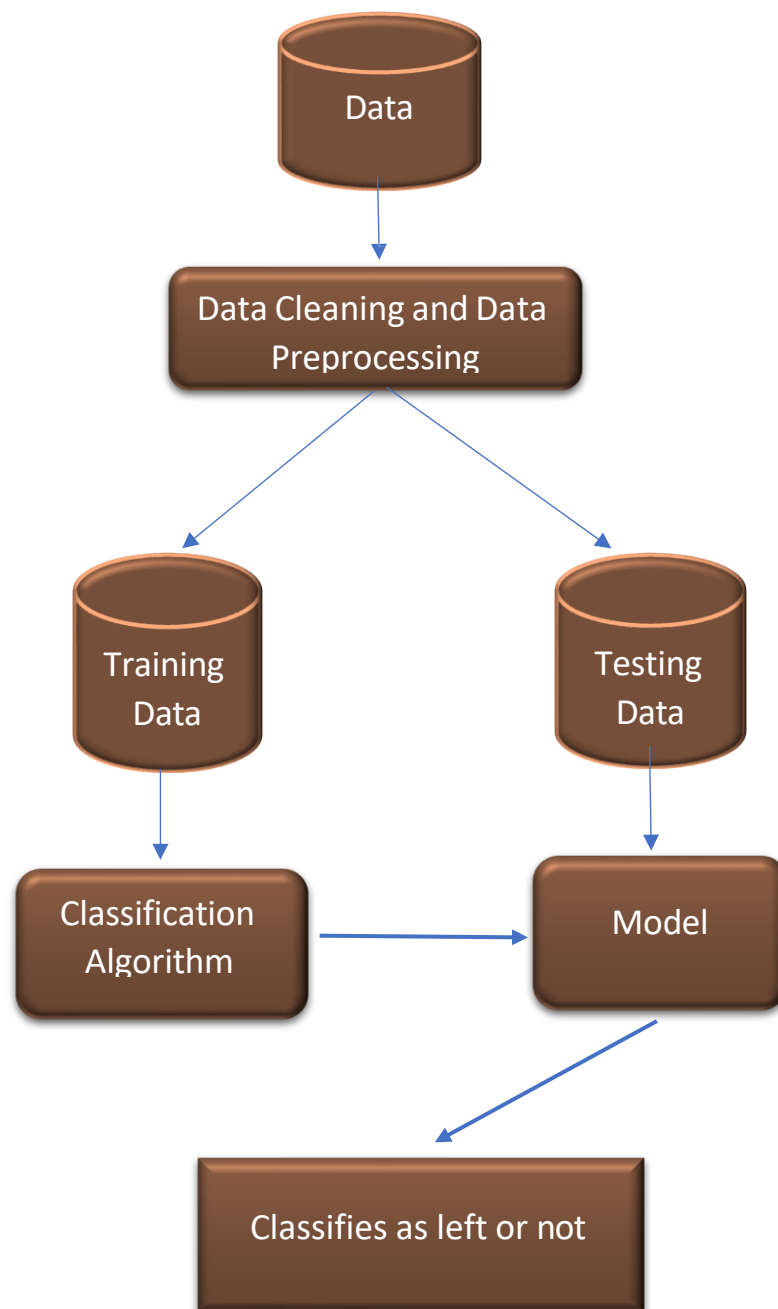 Data
Data Cleaning and Data
Preprocessing
Training
Data
Testing
Data
Classification
Algorithm
Model
Classifies as left or not